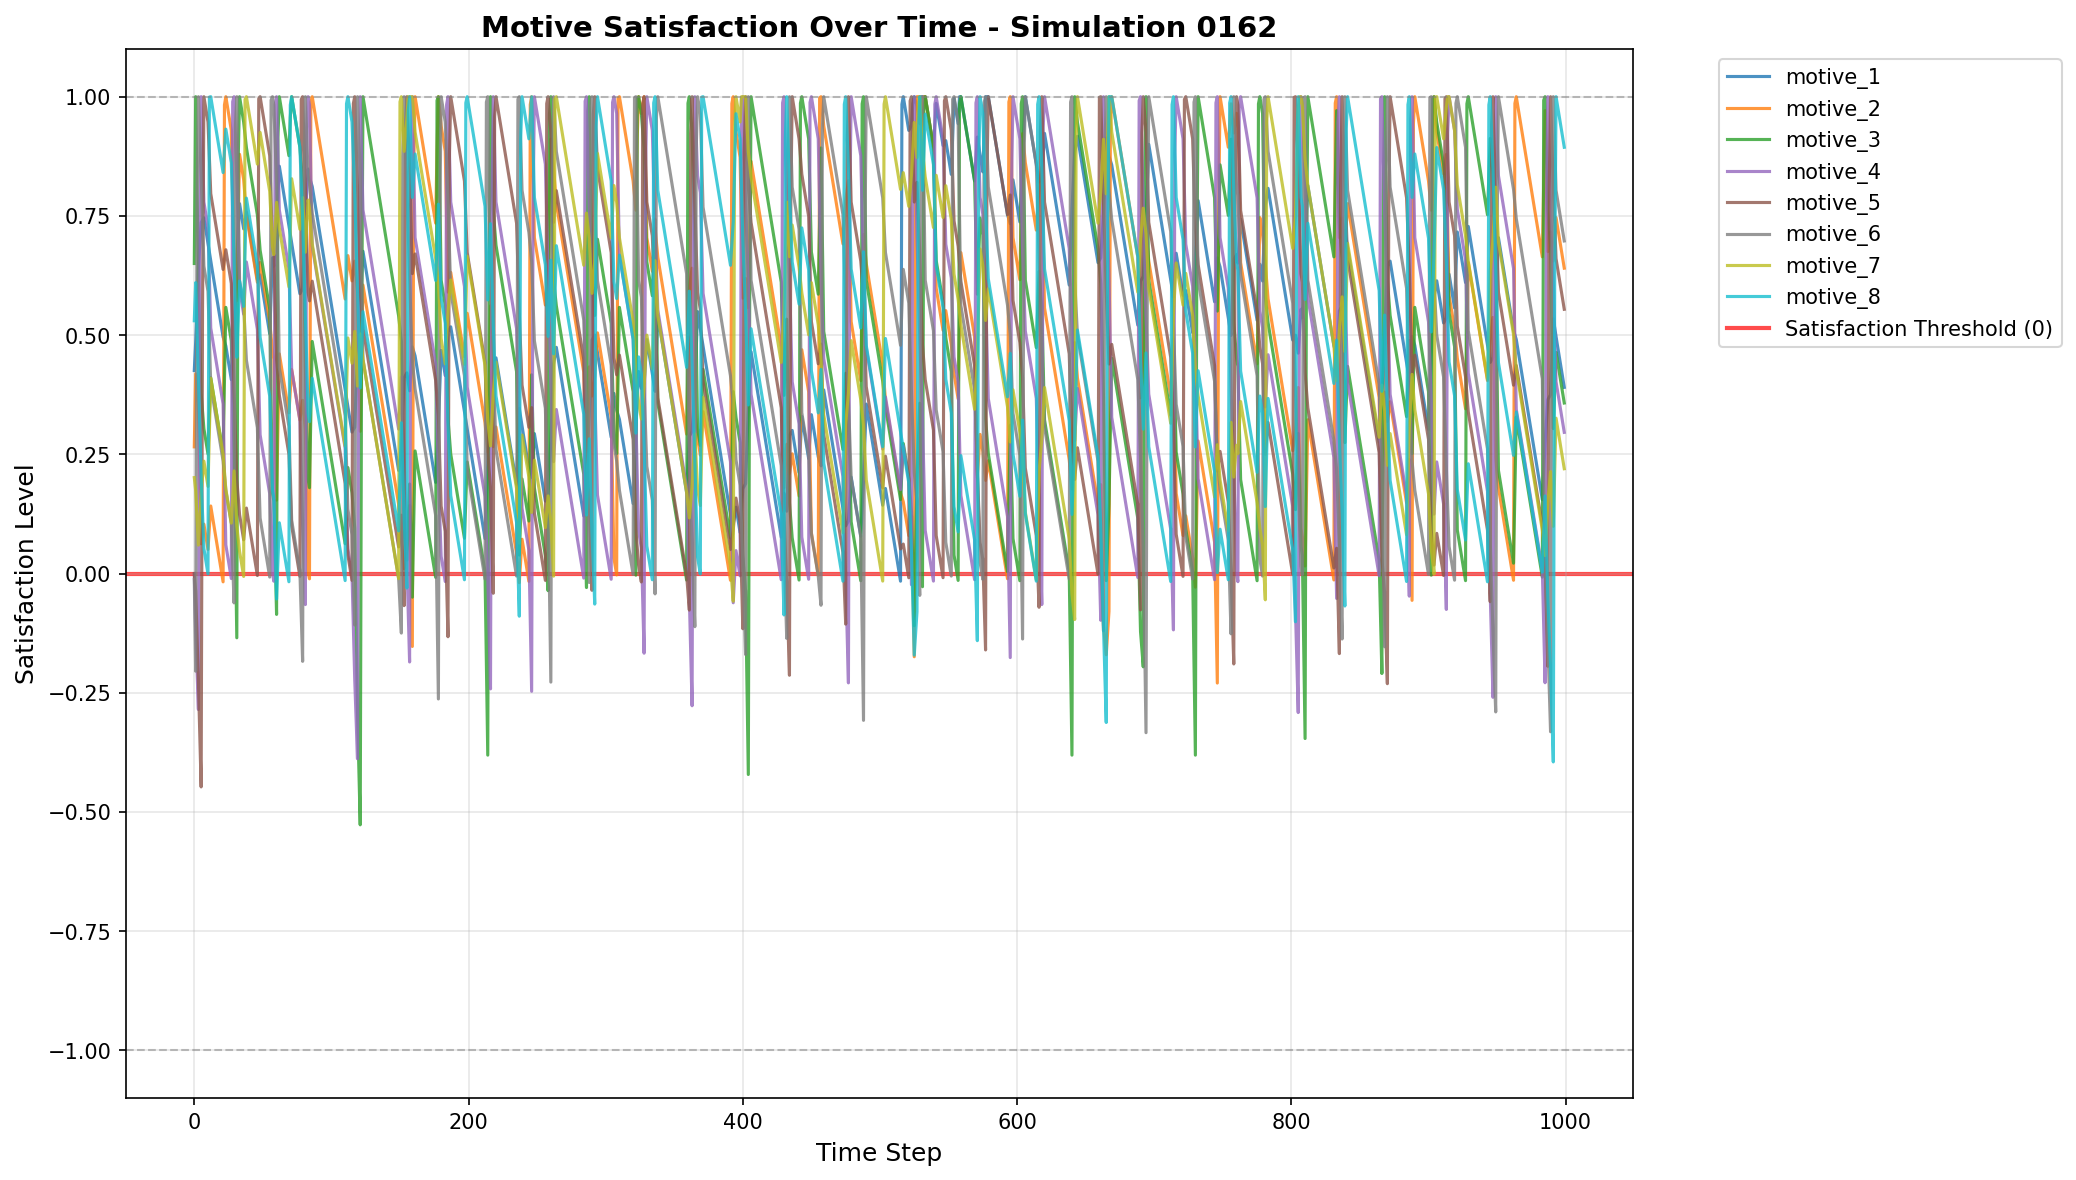 Motive Satisfaction Over Time - Simulation 0162
1.00
0.75
0.50
0.25
0.00
−0.25
−0.50
−0.75
−1.00
Satisfaction Level
0
200
400
600
800
1000
Time Step
motive_1
motive_2
motive_3
motive_4
motive_5
motive_6
motive_7
motive_8
Satisfaction Threshold (0)